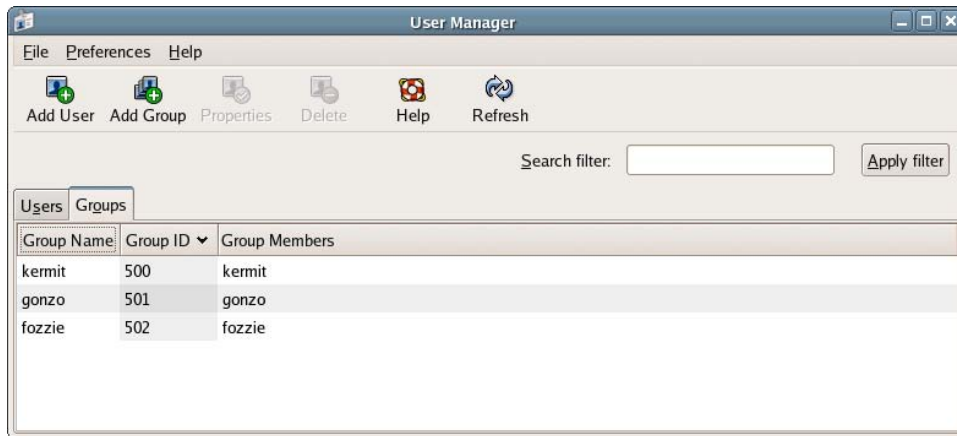 User Manager
File Preferences Help
Add User Add Group Properties Delete Help Refresh
Search filter: Apply filter
Users Groups
Group Name Group ID Group Members
kermit 500 kermit
gonzo 501 gonzo
fozzie 502 fozzie